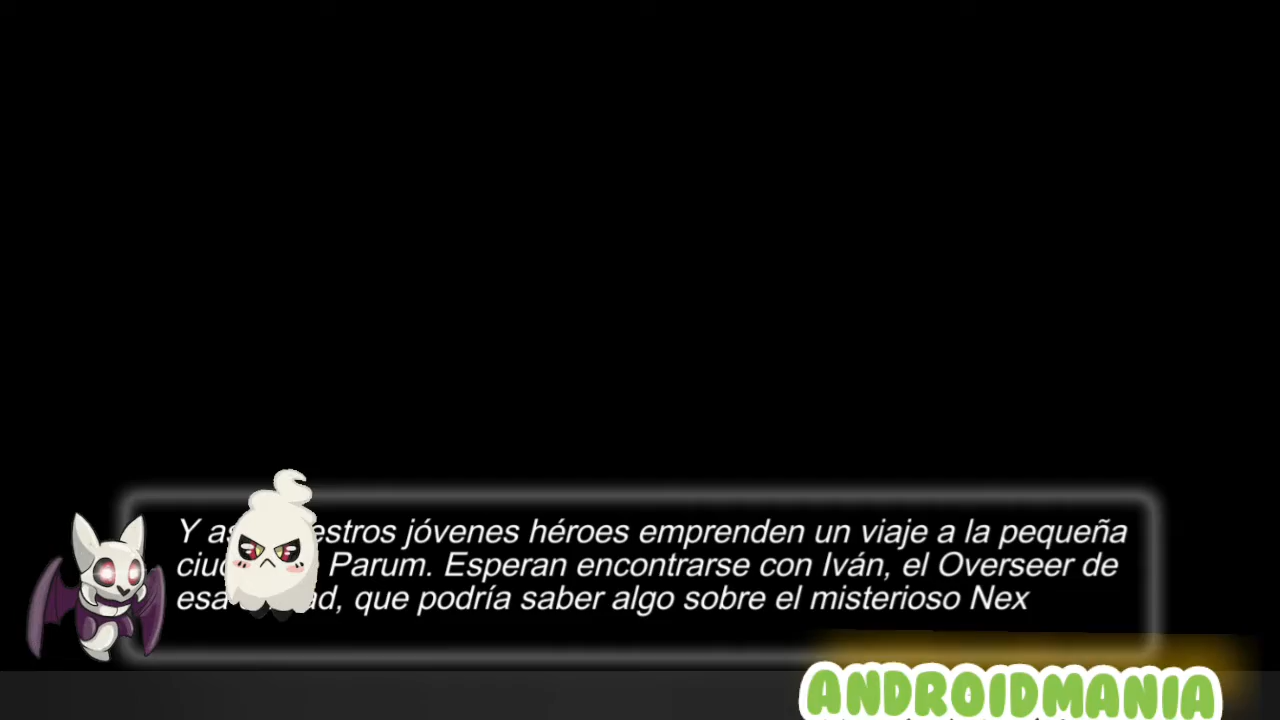 Y as estros jóvenes héroes emprenden un viaje a la pequeña
ciu Parum. Esperan encontrarse con Iván, el Overseer de
esa ad, que podría saber algo sobre el misterioso Nex
ANDROIDMANIA